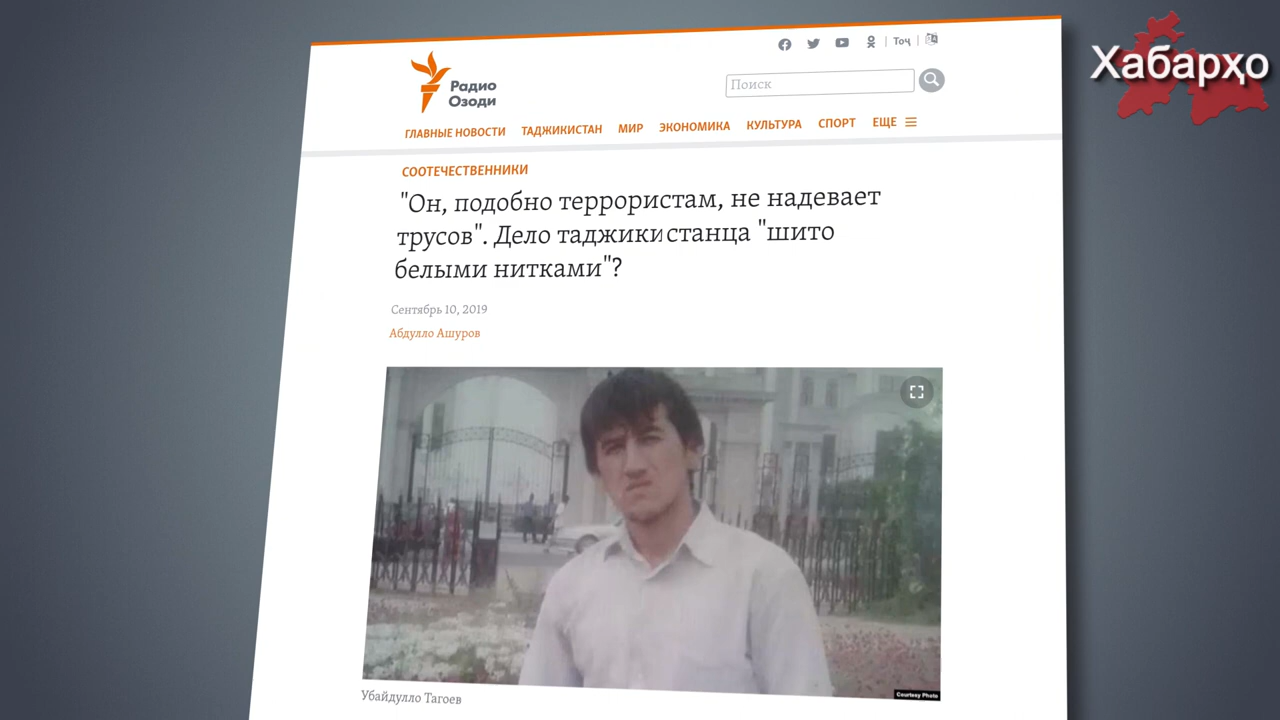 Хабарҳо
Тоҷ
Радио
Озоди
Поиск
ГЛАВНЫЕ НОВОСТИ ТАДЖИКИСТАН МИР ЭКОНОМИКА КУЛЬТУРА СПОРТ ЕЩЕ
СООТЕЧЕСТВЕННИКИ
"Он, подобно террористам, не надевает
трусов". Дело таджикистанца "шито
белыми нитками"?
Сентябрь 10, 2019
Абдулло Ашуров
Courtesy Photo
Убайдулло Тагоев